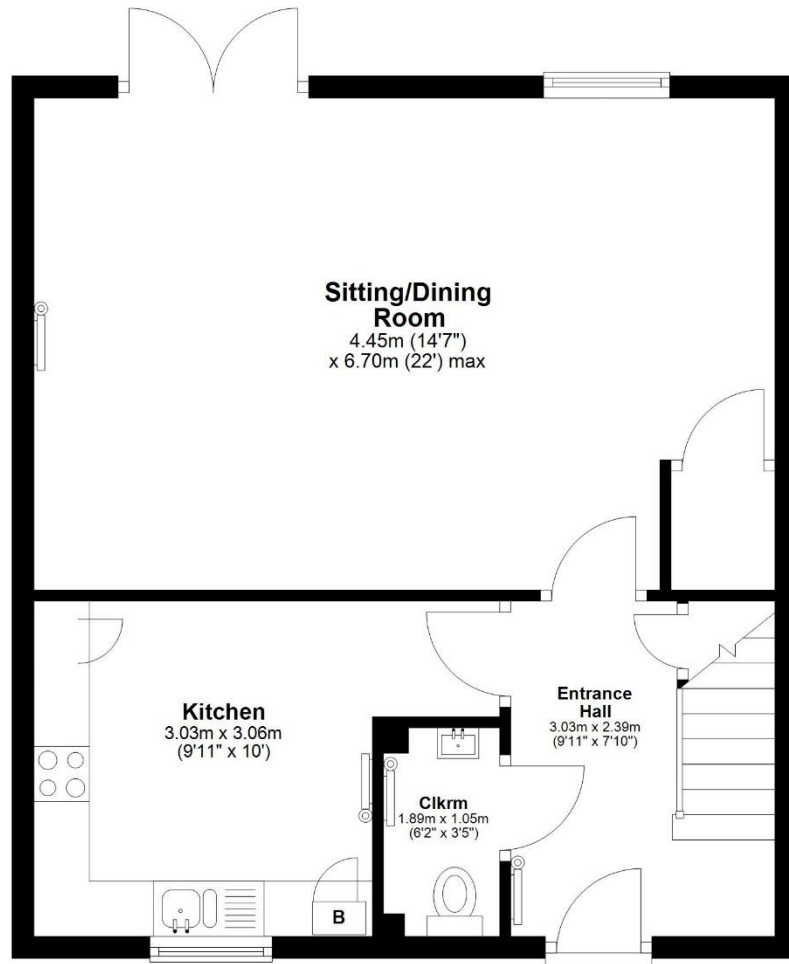 Sitting/Dining
Room
4.45m (14'7")
x 6.70m (22') max
Kitchen
3.03m x 3.06m
(9'11" x 10')
Entrance
Hall
3.03m x 2.39m
(9'11" x 7'10")
Clkrm
1.89m x 1.05m
(6'2" x 3'5")
B